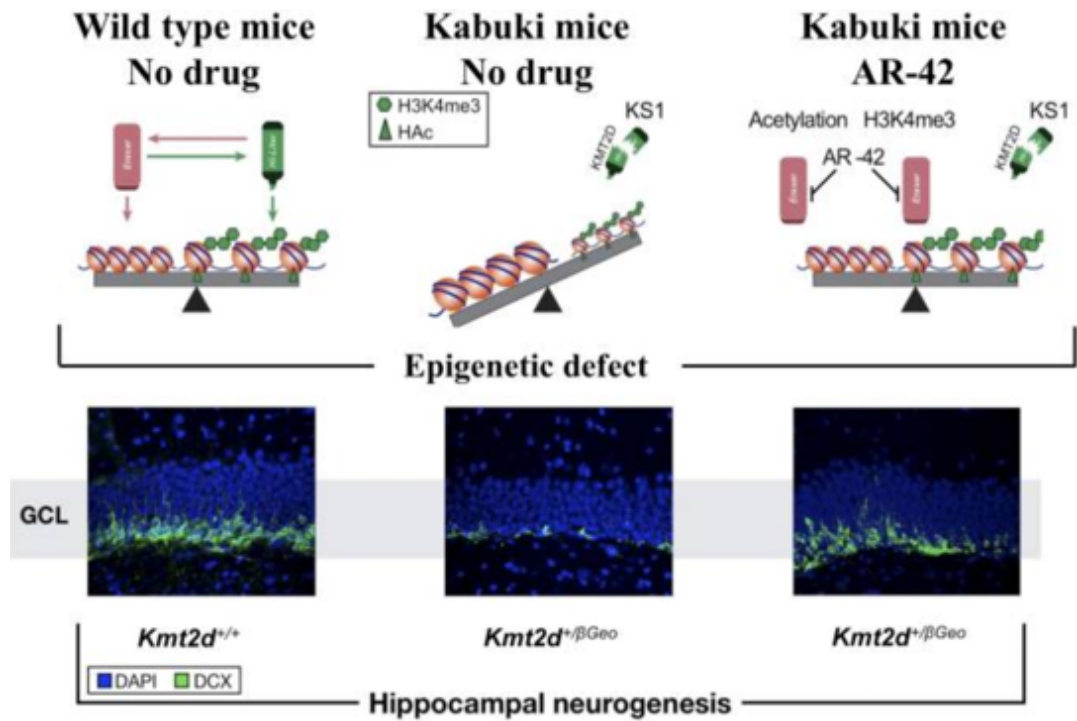 Wild type mice
No drug
Kabuki mice
No drug
Kabuki mice
AR-42
H3K4me3
HAc
KS1
KMT2D
Acetylation H3K4me3
KS1
KMT2D
AR -42
Eraser
Eraser
Eraser
Epigenetic defect
GCL
Kmt2d+/+
Kmt2d+/βGeo
Kmt2d+/βGeo
DAPI DCX
Hippocampal neurogenesis